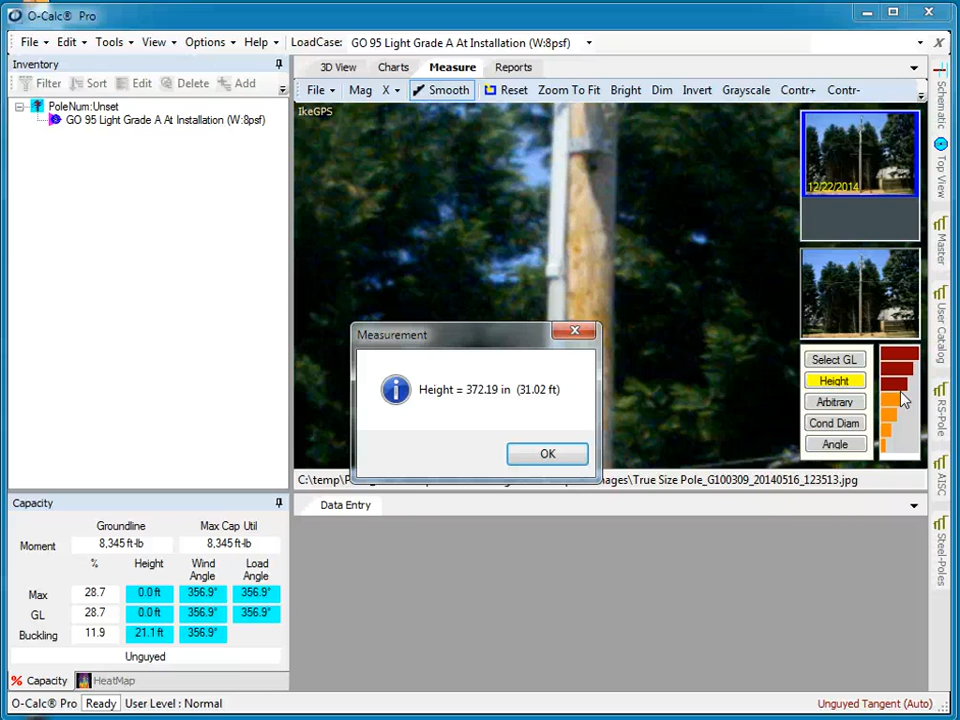 O-Calc® Pro
File Edit Tools View Options Help LoadCase: GO 95 Light Grade A At Installation (W:8psf)
Inventory
Filter Sort Edit Delete Add
PoleNum:Unset
GO 95 Light Grade A At Installation (W:8psf)
3D View Charts Measure Reports
File Mag X Smooth Reset Zoom To Fit Bright Dim Invert Grayscale Contr+ Contr-
IkeGPS
12/22/2014
Select GL
Height
Arbitrary
Cond Diam
Angle
Measurement
Height = 372.19 in (31.02 ft)
OK
C:\temp\P
ages\True Size Pole_G100309_20140516_123513.jpg
Data Entry
Schematic
Top View
Master
User Catalog
RS-Pole
AISC
Steel-Poles
Capacity
Groundline Max Cap Util
Moment 8,345 ft-lb 8,345 ft-lb
% Height Wind Angle Load Angle
Max 28.7 0.0 ft 356.9° 356.9°
GL 28.7 0.0 ft 356.9° 356.9°
Buckling 11.9 21.1 ft 356.9°
Unguyed
% Capacity HeatMap
O-Calc® Pro Ready User Level : Normal Unguyed Tangent (Auto)